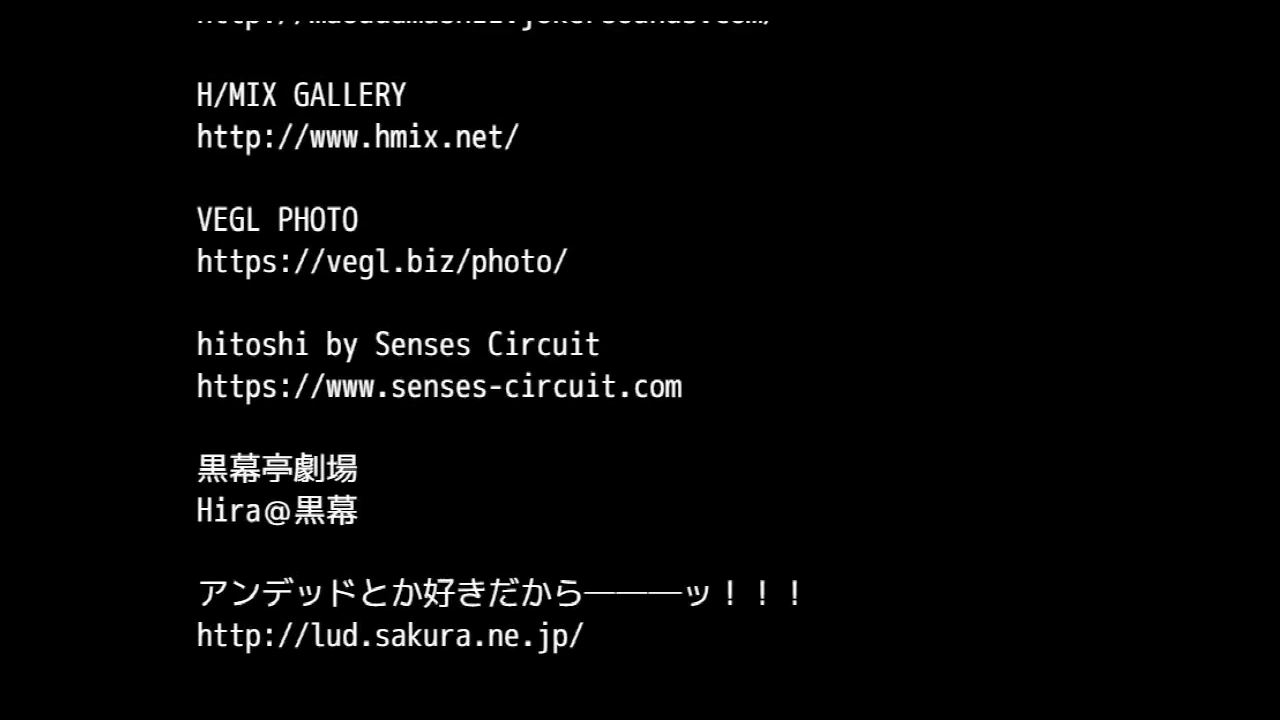 H/MIX GALLERY
http://www.hmix.net/
VEGL PHOTO
https://vegl.biz/photo/
hitoshi by Senses Circuit
https://www.senses-circuit.com
黒幕亭劇場
Hira@黒幕
アンデッドとか好きだから―――ッ！！！
http://lud.sakura.ne.jp/